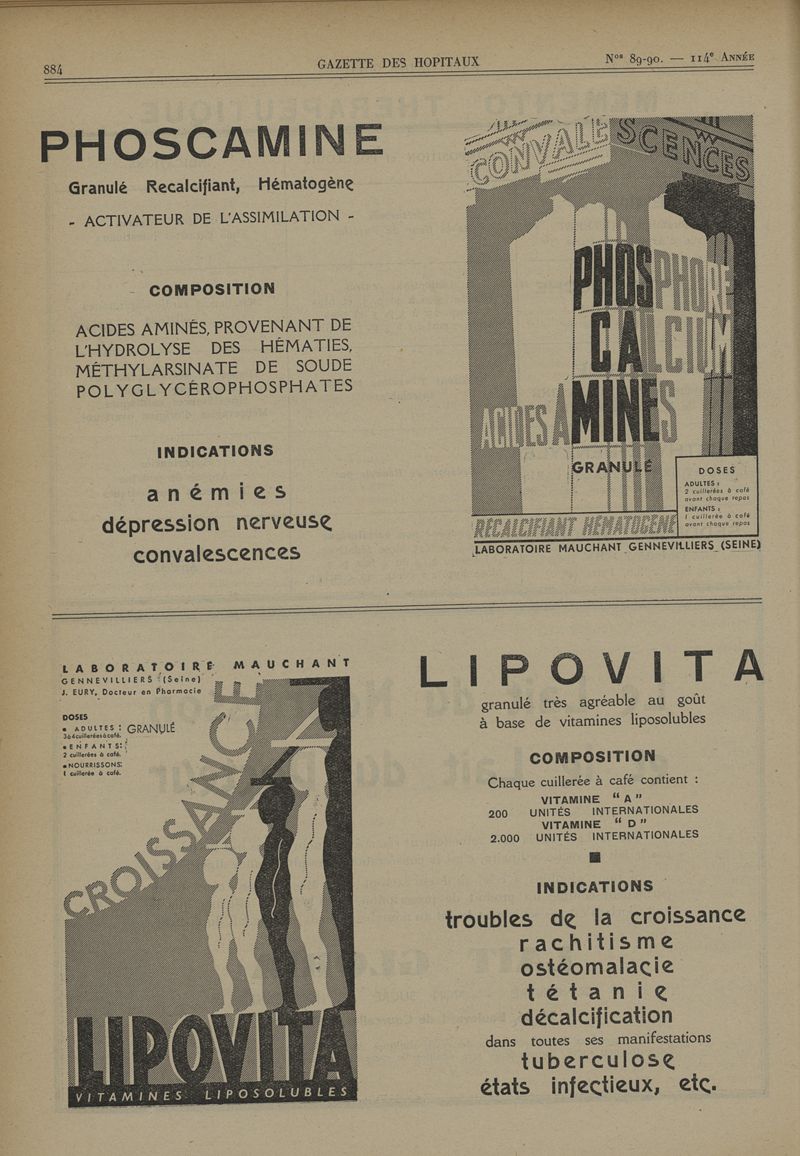 884
GAZETTE DES HOPITAUX
Nos 89-90. — 114e ANNÉE
PHOSCAMINE
Granulé Recalcifiant, Hématogène
- ACTIVATEUR DE L'ASSIMILATION -
COMPOSITION
ACIDES AMINÉS, PROVENANT DE
L'HYDROLYSE DES HÉMATIES,
MÉTHYLARSINATE DE SOUDE
POLYGLYCÉROPHOSPHATES
INDICATIONS
anémies
dépression nerveuse
convalescences
CONVALESCENCES
PHOSPHORE
CALCIUM
ACIDES AMINES
GRANULÉ
DOSES
ADULTES :
2 cuillerées à café
avant chaque repas
ENFANTS :
1 cuillerée à café
avant chaque repas
RECALCIFIANT HÉMATOGÈNE
LABORATOIRE MAUCHANT GENNEVILLIERS (SEINE)
LABORATOIRE MAUCHANT
GENNEVILLIERS (Seine)
J. EURY, Docteur en Pharmacie
DOSES
ADULTES : GRANULÉ
3à4 cuillerées à café.
ENFANTS :
2 cuillerées à café.
NOURRISSONS:
1 cuillerée à café.
CROISSANCE
LIPOVITA
VITAMINES LIPOSOLUBLES
LIPOVITA
granulé très agréable au goût
à base de vitamines liposolubles
COMPOSITION
Chaque cuillerée à café contient :
VITAMINE “ A ”
200 UNITÉS INTERNATIONALES
VITAMINE “ D ”
2.000 UNITÉS INTERNATIONALES
INDICATIONS
troubles de la croissance
rachitisme
ostéomalacie
tétanie
décalcification
dans toutes ses manifestations
tuberculose
états infectieux, etc.